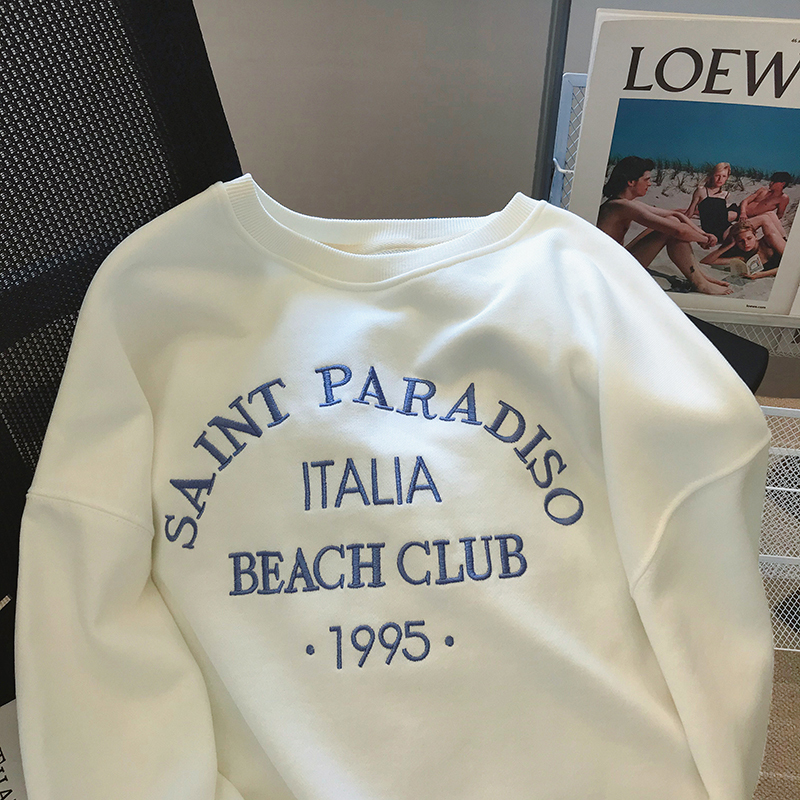 LOEW
SAINT PARADISO
ITALIA
BEACH CLUB
·1995·